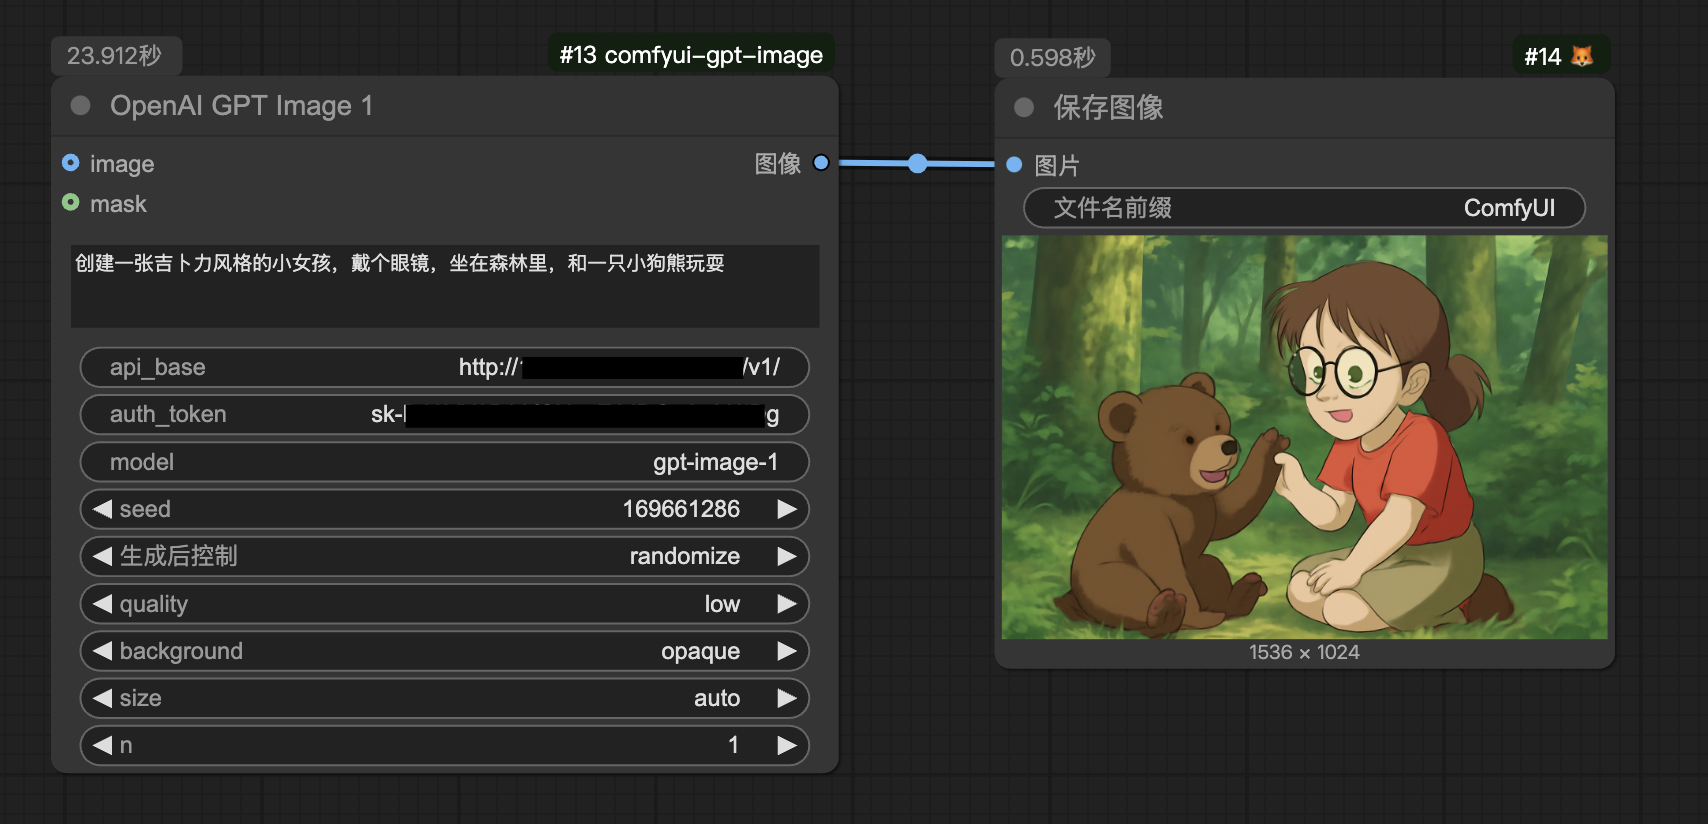 23.912秒
#13 comfyui-gpt-image
OpenAI GPT Image 1
image
图像
mask
创建一张吉卜力风格的小女孩，戴个眼镜，坐在森林里，和一只小狗熊玩耍
api_base http:// /v1/
auth_token sk- g
model gpt-image-1
seed 169661286
生成后控制 randomize
quality low
background opaque
size auto
n 1
0.598秒
#14 🦊
保存图像
图片
文件名前缀 ComfyUI
1536 × 1024